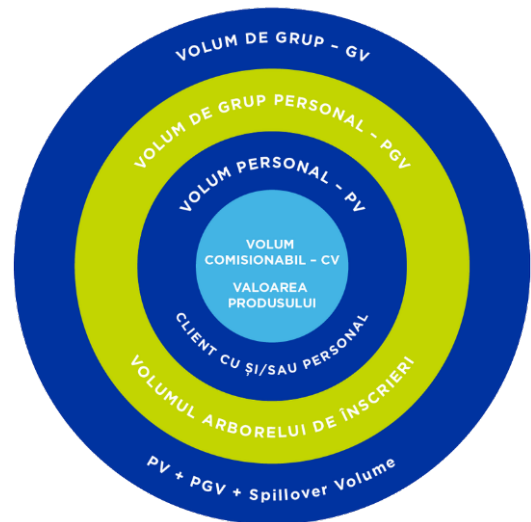 VOLUM DE GRUP – GV
VOLUM DE GRUP PERSONAL – PGV
VOLUM PERSONAL – PV
VOLUM
COMISIONABIL – CV
VALOAREA
PRODUSULUI
CLIENT CU ȘI/SAU PERSONAL
VOLUMUL ARBORELUI DE ÎNSCRIERI
PV + PGV + Spillover Volume